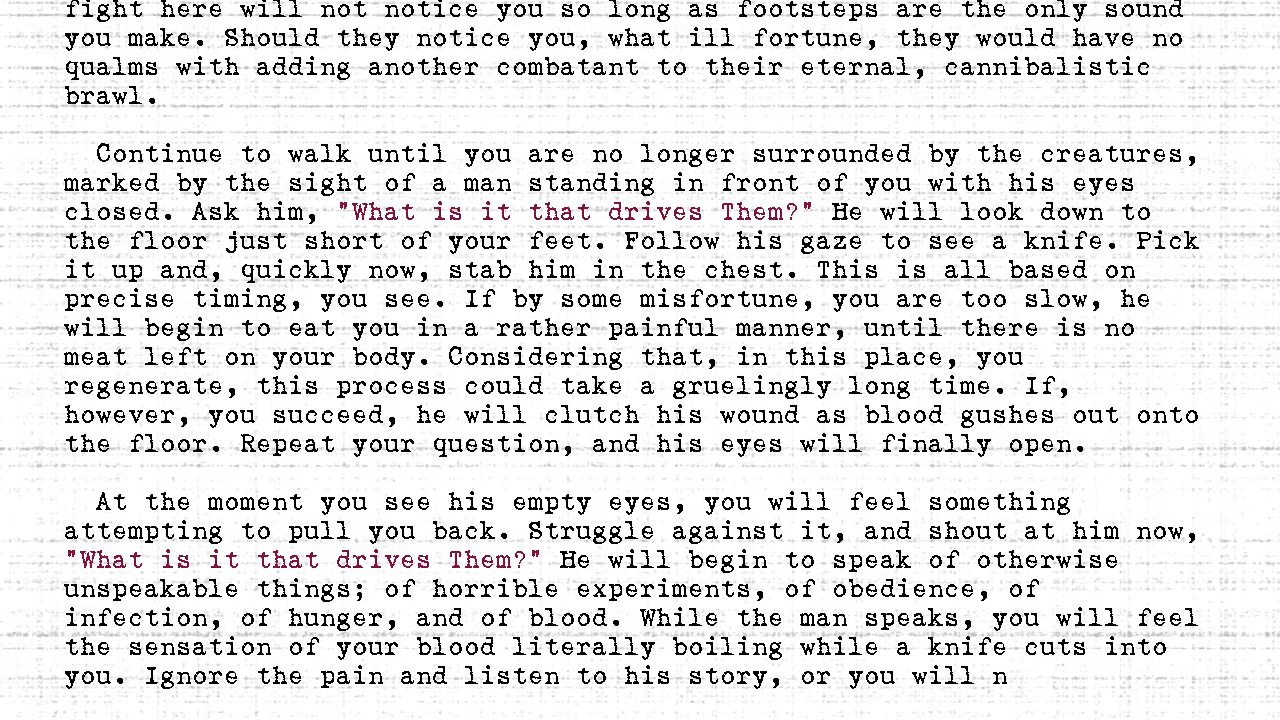 fight here will not notice you so long as footsteps are the only sound
you make. Should they notice you, what ill fortune, they would have no
qualms with adding another combatant to their eternal, cannibalistic
brawl.
Continue to walk until you are no longer surrounded by the creatures,
marked by the sight of a man standing in front of you with his eyes
closed. Ask him, "What is it that drives Them?" He will look down to
the floor just short of your feet. Follow his gaze to see a knife. Pick
it up and, quickly now, stab him in the chest. This is all based on
precise timing, you see. If by some misfortune, you are too slow, he
will begin to eat you in a rather painful manner, until there is no
meat left on your body. Considering that, in this place, you
regenerate, this process could take a gruelingly long time. If,
however, you succeed, he will clutch his wound as blood gushes out onto
the floor. Repeat your question, and his eyes will finally open.
At the moment you see his empty eyes, you will feel something
attempting to pull you back. Struggle against it, and shout at him now,
"What is it that drives Them?" He will begin to speak of otherwise
unspeakable things; of horrible experiments, of obedience, of
infection, of hunger, and of blood. While the man speaks, you will feel
the sensation of your blood literally boiling while a knife cuts into
you. Ignore the pain and listen to his story, or you will n